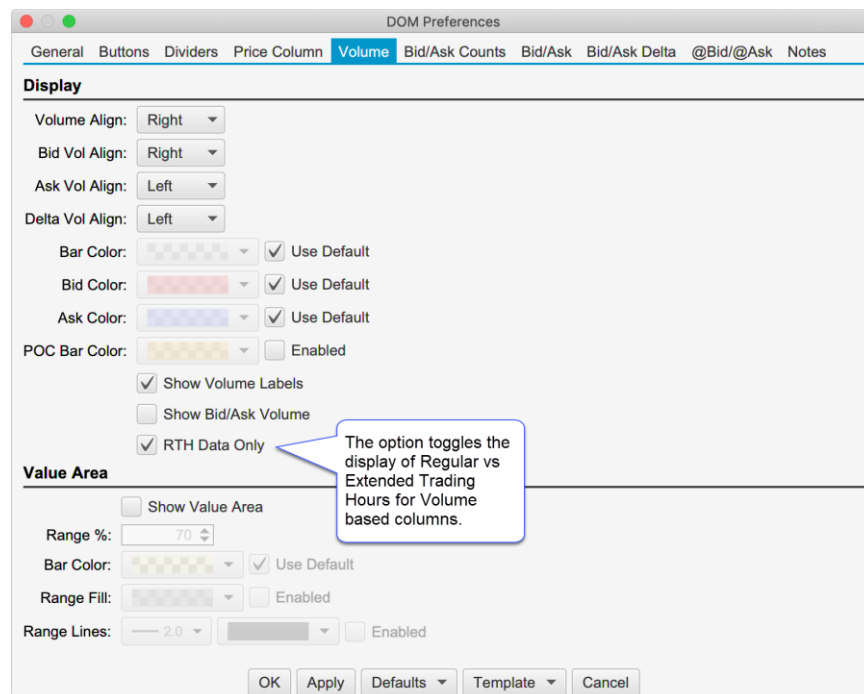 DOM Preferences
General Buttons Dividers Price Column Volume Bid/Ask Counts Bid/Ask Bid/Ask Delta @Bid/@Ask Notes
Display
Volume Align: Right
Bid Vol Align: Right
Ask Vol Align: Left
Delta Vol Align: Left
Bar Color: Use Default
Bid Color: Use Default
Ask Color: Use Default
POC Bar Color: Enabled
Show Volume Labels
Show Bid/Ask Volume
RTH Data Only
The option toggles the
display of Regular vs
Extended Trading
Hours for Volume
based columns.
Value Area
Show Value Area
Range %: 70
Bar Color: Use Default
Range Fill: Enabled
Range Lines: 2.0 Enabled
OK Apply Defaults Template Cancel